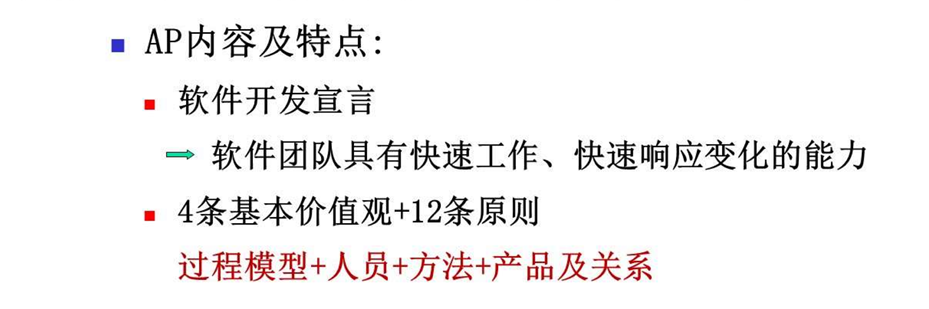 AP内容及特点:
软件开发宣言
软件团队具有快速工作、快速响应变化的能力
4条基本价值观+12条原则
过程模型+人员+方法+产品及关系